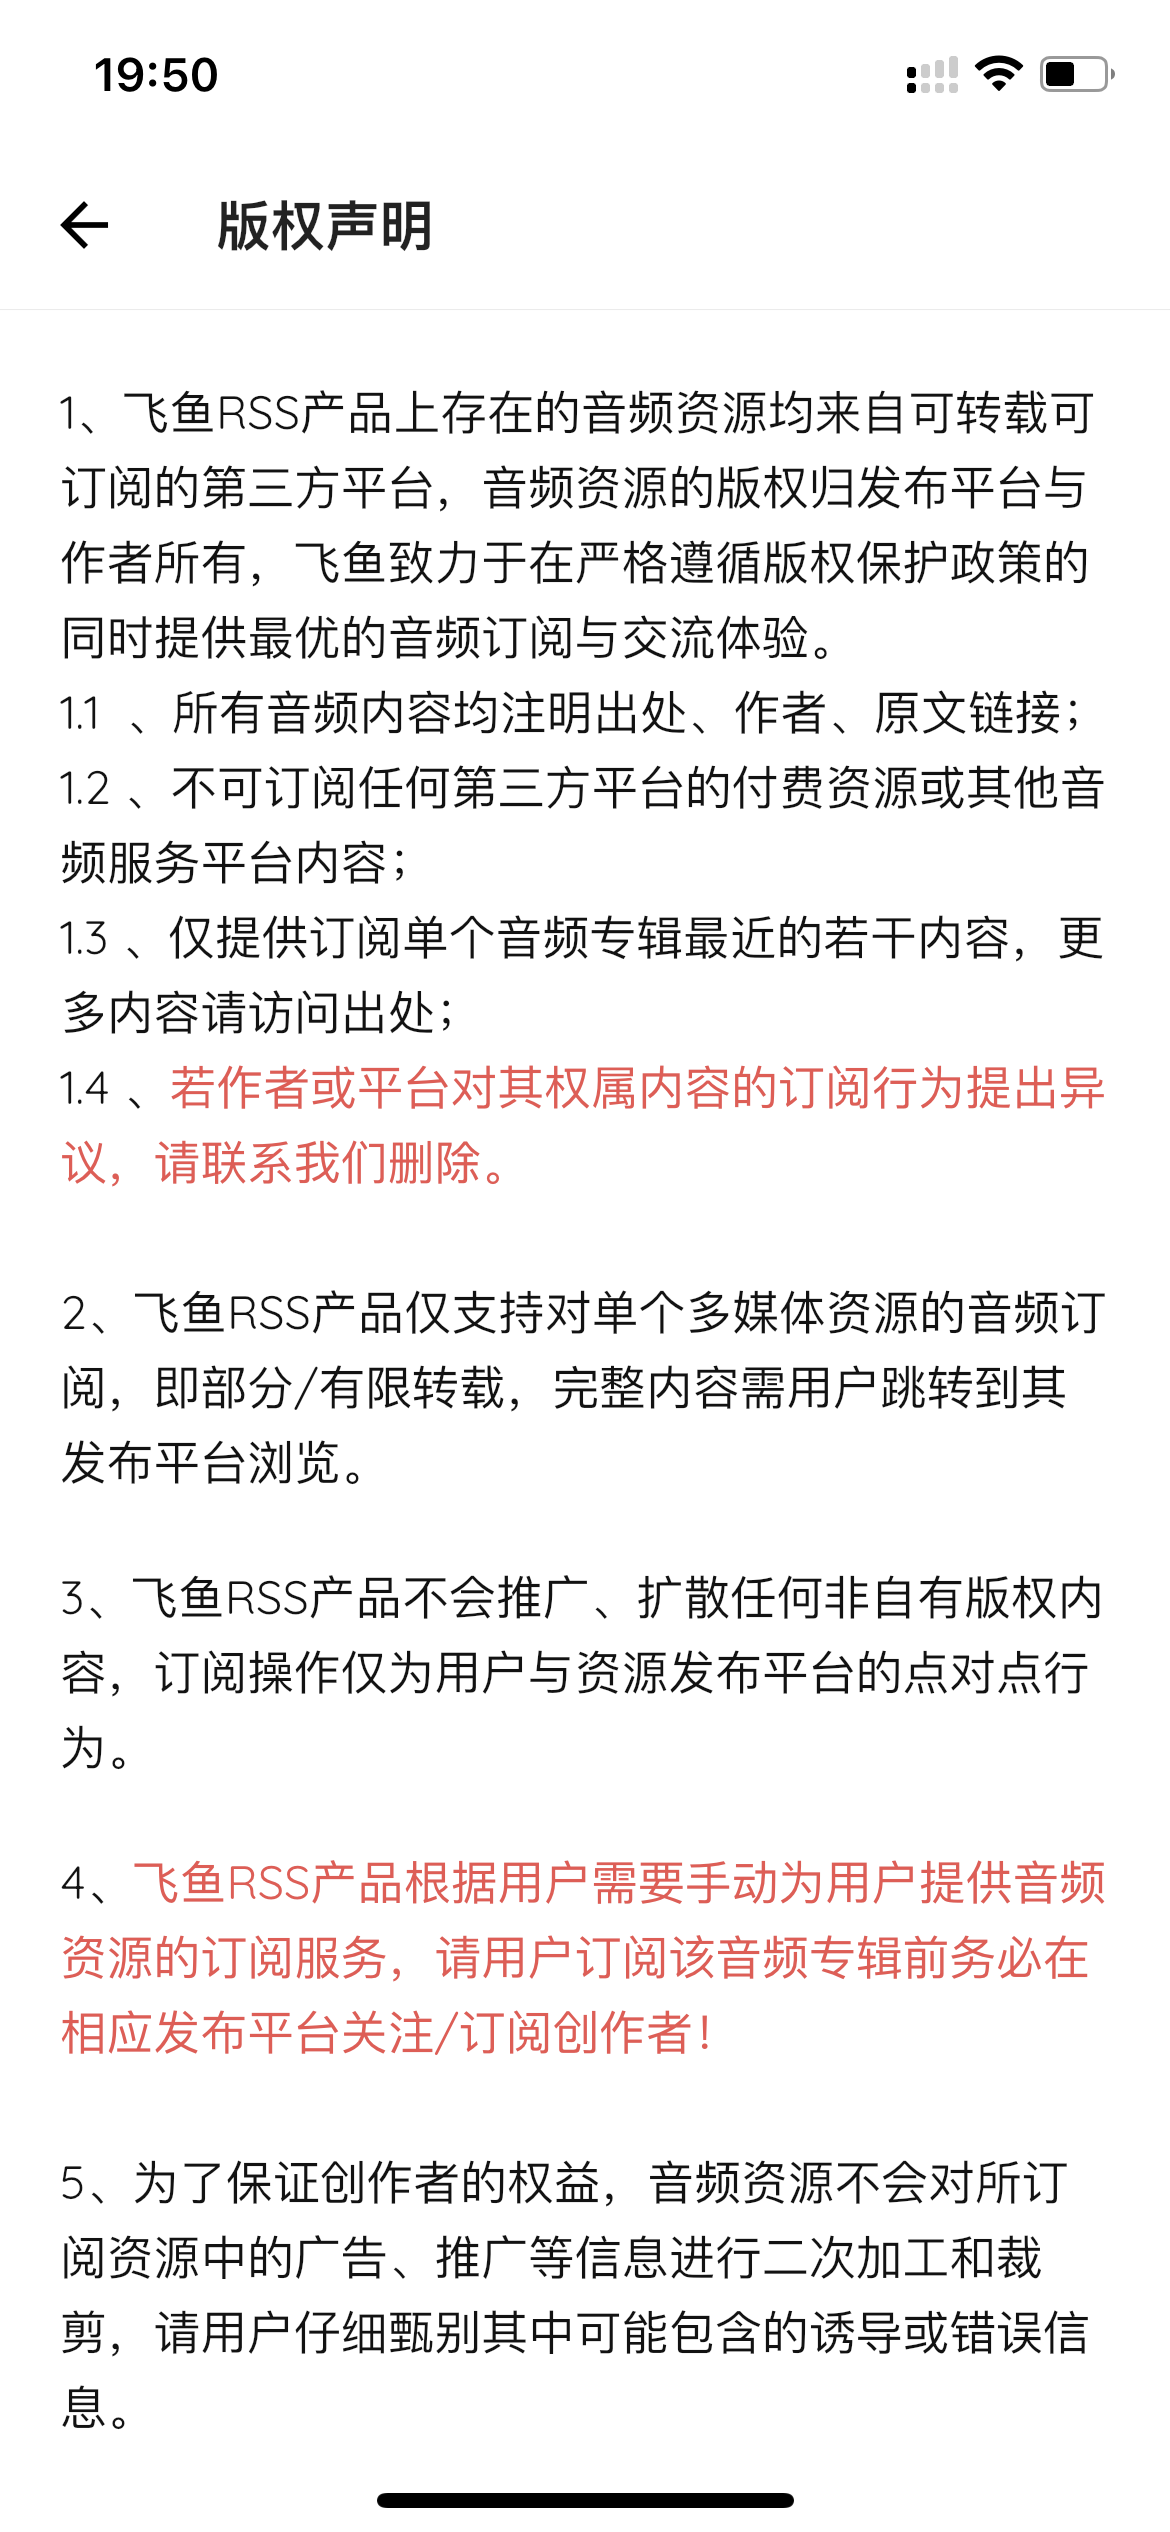 19:50
版权声明
1、飞鱼RSS产品上存在的音频资源均来自可转载可
订阅的第三方平台，音频资源的版权归发布平台与
作者所有，飞鱼致力于在严格遵循版权保护政策的
同时提供最优的音频订阅与交流体验。
1.1 、所有音频内容均注明出处、作者、原文链接；
1.2 、不可订阅任何第三方平台的付费资源或其他音
频服务平台内容；
1.3 、仅提供订阅单个音频专辑最近的若干内容，更
多内容请访问出处；
1.4 、若作者或平台对其权属内容的订阅行为提出异
议，请联系我们删除。
2、飞鱼RSS产品仅支持对单个多媒体资源的音频订
阅，即部分/有限转载，完整内容需用户跳转到其
发布平台浏览。
3、飞鱼RSS产品不会推广、扩散任何非自有版权内
容，订阅操作仅为用户与资源发布平台的点对点行
为。
4、飞鱼RSS产品根据用户需要手动为用户提供音频
资源的订阅服务，请用户订阅该音频专辑前务必在
相应发布平台关注/订阅创作者！
5、为了保证创作者的权益，音频资源不会对所订
阅资源中的广告、推广等信息进行二次加工和裁
剪，请用户仔细甄别其中可能包含的诱导或错误信
息。